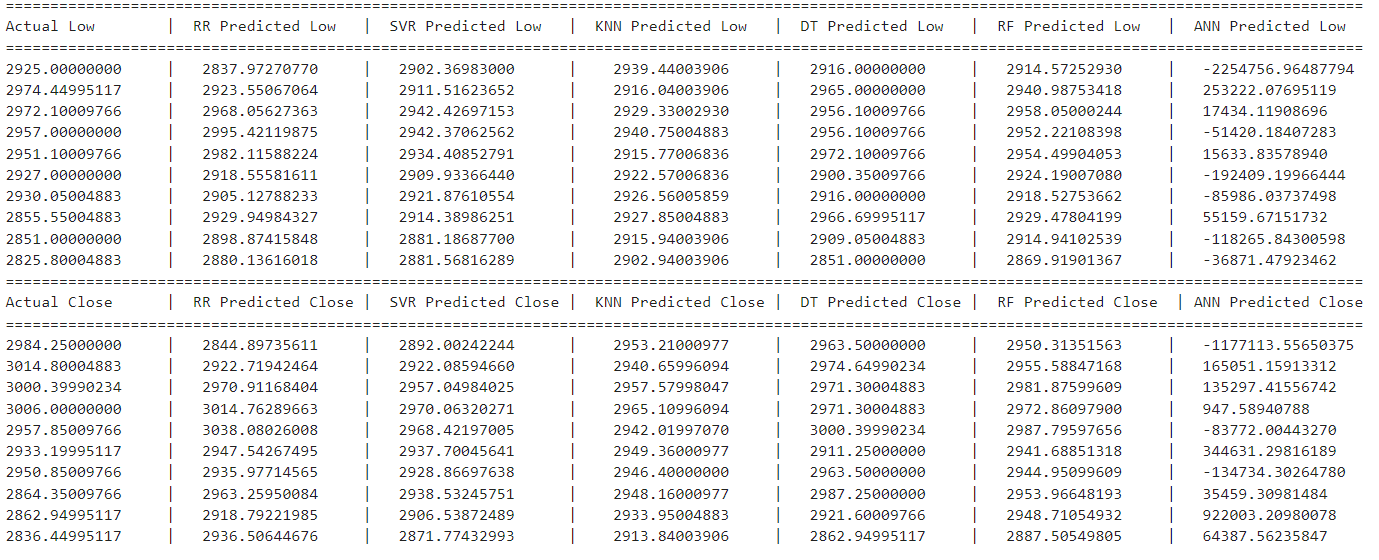 ====================================================================================================
Actual Low | RR Predicted Low | SVR Predicted Low | KNN Predicted Low | DT Predicted Low | RF Predicted Low | ANN Predicted Low
====================================================================================================
2925.00000000 | 2837.97270770 | 2902.36983000 | 2939.44003906 | 2916.00000000 | 2914.57252930 | -2254756.96487794
2974.44995117 | 2923.55067064 | 2911.51623652 | 2916.04003906 | 2965.00000000 | 2940.98753418 | 253222.07695119
2972.10009766 | 2968.05627363 | 2942.42697153 | 2929.33002930 | 2956.10009766 | 2958.05000244 | 17434.11908696
2957.00000000 | 2995.42119875 | 2942.37062562 | 2940.75004883 | 2956.10009766 | 2952.22108398 | -51420.18407283
2951.10009766 | 2982.11588224 | 2934.40852791 | 2915.77006836 | 2972.10009766 | 2954.49904053 | 15633.83578940
2927.00000000 | 2918.55581611 | 2909.93366440 | 2922.57006836 | 2900.35009766 | 2924.19007080 | -192409.19966444
2930.05004883 | 2905.12788233 | 2921.87610554 | 2926.56005859 | 2916.00000000 | 2918.52753662 | -85986.03737498
2855.55004883 | 2929.94984327 | 2914.38986251 | 2927.85004883 | 2966.69995117 | 2929.47804199 | 55159.67151732
2851.00000000 | 2898.87415848 | 2881.18687700 | 2915.94003906 | 2909.05004883 | 2914.94102539 | -118265.84300598
2825.80004883 | 2880.13616018 | 2881.56816289 | 2902.94003906 | 2851.00000000 | 2869.91901367 | -36871.47923462
====================================================================================================
Actual Close | RR Predicted Close | SVR Predicted Close | KNN Predicted Close | DT Predicted Close | RF Predicted Close | ANN Predicted Close
====================================================================================================
2984.25000000 | 2844.89735611 | 2892.00242244 | 2953.21000977 | 2963.50000000 | 2950.31351563 | -1177113.55650375
3014.80004883 | 2922.71942464 | 2922.08594660 | 2940.65996094 | 2974.64990234 | 2955.58847168 | 165051.15913312
3000.39990234 | 2970.91168404 | 2957.04984025 | 2957.57998047 | 2971.30004883 | 2981.87599609 | 135297.41556742
3006.00000000 | 3014.76289663 | 2970.06320271 | 2965.10996094 | 2971.30004883 | 2972.86097900 | 947.58940788
2957.85009766 | 3038.08026008 | 2968.42197005 | 2942.01997070 | 3000.39990234 | 2987.79597656 | -83772.00443270
2933.19995117 | 2947.54267495 | 2937.70045641 | 2949.36000977 | 2911.25000000 | 2941.68851318 | 344631.29816189
2950.85009766 | 2935.97714565 | 2928.86697638 | 2946.40000000 | 2963.50000000 | 2944.95099609 | -134734.30264780
2864.35009766 | 2963.25950084 | 2938.53245751 | 2948.16000977 | 2987.25000000 | 2953.96648193 | 35459.30981484
2862.94995117 | 2918.79221985 | 2906.53872489 | 2933.95004883 | 2921.60009766 | 2948.71054932 | 922003.20980078
2836.44995117 | 2936.50644676 | 2871.77432993 | 2913.84003906 | 2862.94995117 | 2887.50549805 | 64387.56235847